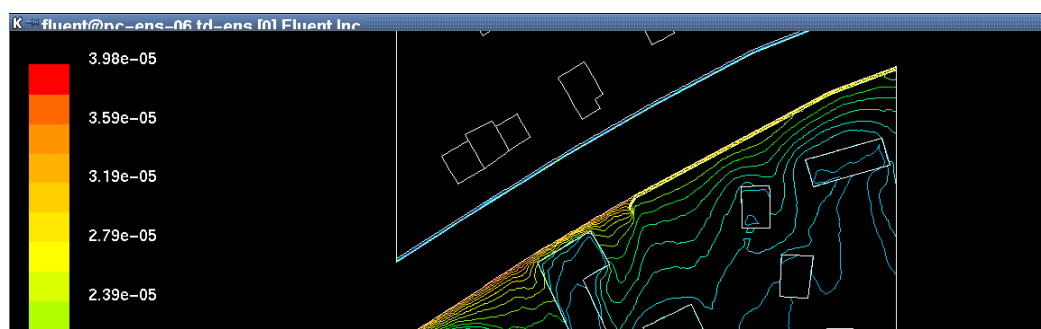 fluent@pc-ens-06.td-ens [0] Fluent Inc
3.98e-05
3.59e-05
3.19e-05
2.79e-05
2.39e-05